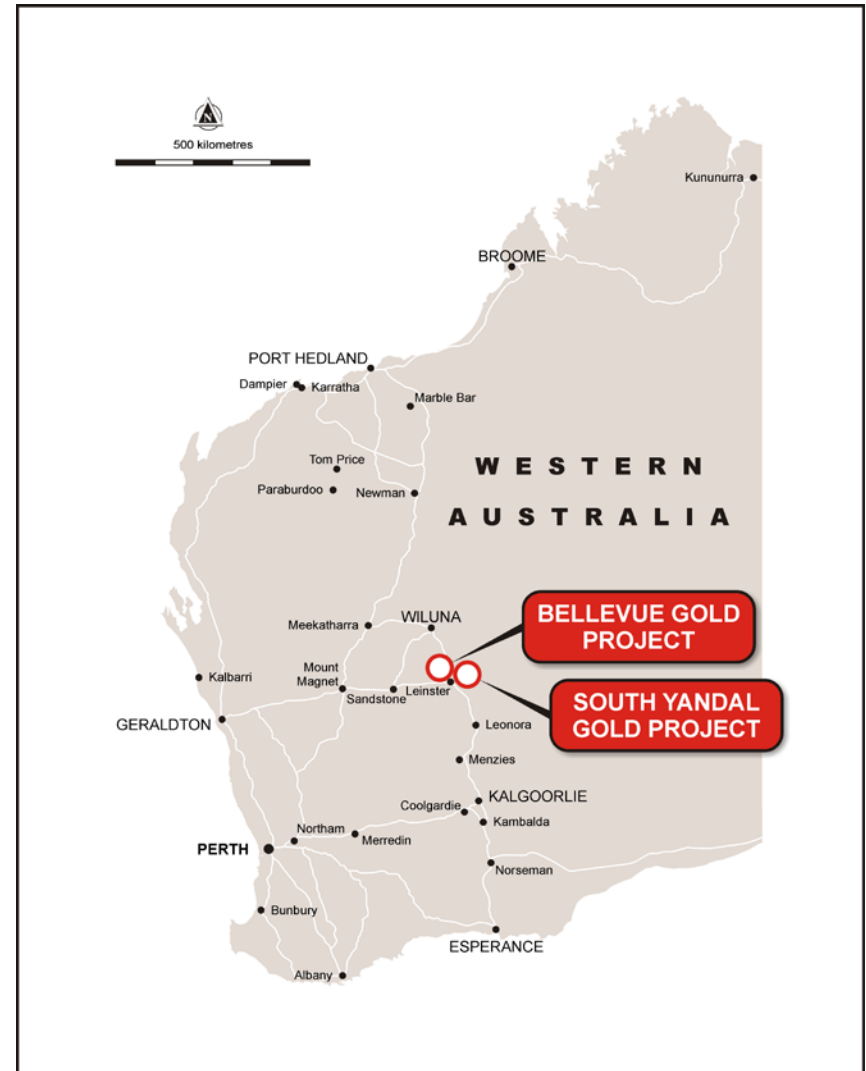 N
500 kilometres
Kununurra
BROOME
PORT HEDLAND
Dampier
Karratha
Marble Bar
Tom Price
Paraburdoo
Newman
WESTERN
AUSTRALIA
Meekatharra
WILUNA
BELLEVUE GOLD
PROJECT
Kalbarri
Mount
Magnet
Sandstone
Leinster
SOUTH YANDAL
GOLD PROJECT
GERALDTON
Leonora
Menzies
Coolgardie
KALGOORLIE
Kambalda
Northam
Merredin
PERTH
Norseman
Bunbury
ESPERANCE
Albany